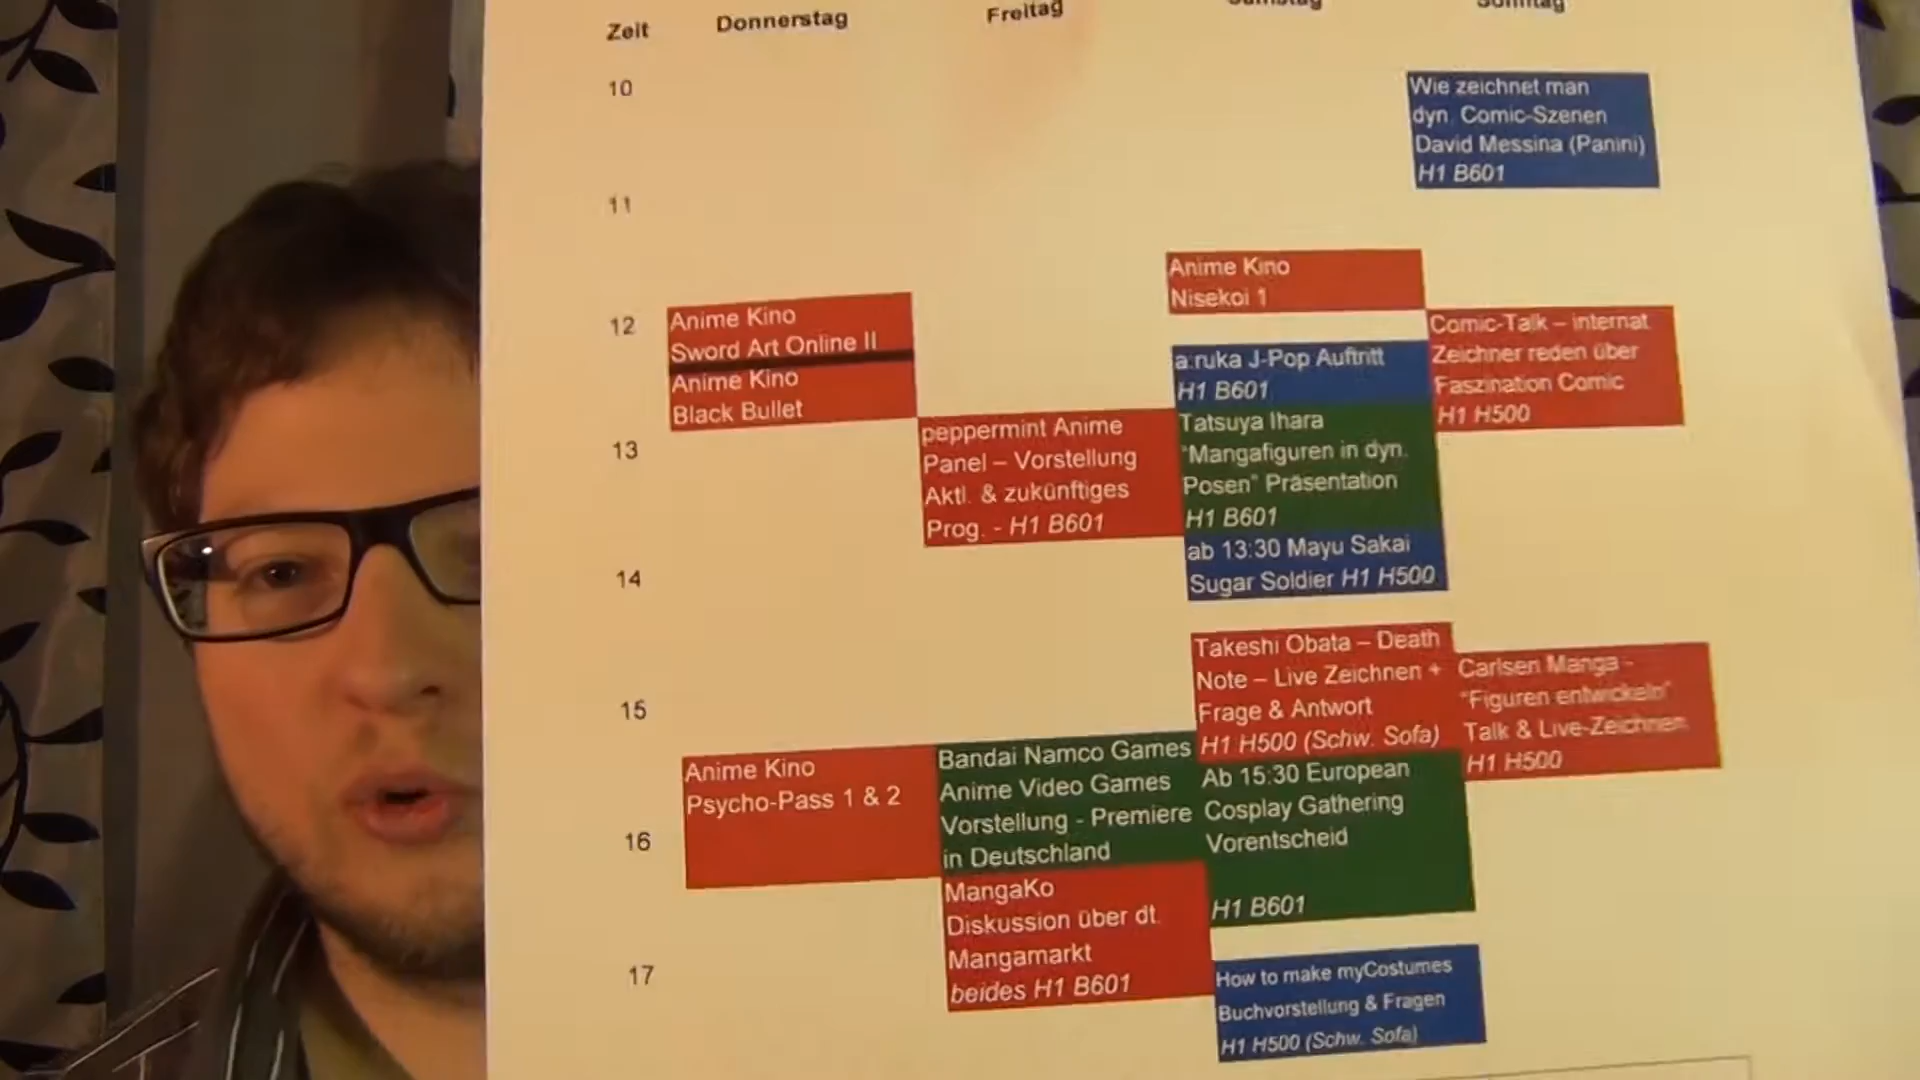 Zeit Donnerstag Freitag Samstag Sonntag
10
11
12
13
14
15
16
17
Anime Kino
Sword Art Online II
Anime Kino
Black Bullet
Anime Kino
Psycho-Pass 1 & 2
peppermint Anime
Panel – Vorstellung
Aktl. & zukünftiges
Prog. - H1 B601
Bandai Namco Games
Anime Video Games
Vorstellung - Premiere
in Deutschland
MangaKo
Diskussion über dt.
Mangamarkt
beides H1 B601
Anime Kino
Nisekoi 1
a:ruka J-Pop Auftritt
H1 B601
Tatsuya Ihara
"Mangafiguren in dyn.
Posen" Präsentation
H1 B601
ab 13:30 Mayu Sakai
Sugar Soldier H1 H500
Takeshi Obata – Death
Note – Live Zeichnen +
Frage & Antwort
H1 H500 (Schw. Sofa)
Ab 15:30 European
Cosplay Gathering
Vorentscheid
H1 B601
How to make myCostumes
Buchvorstellung & Fragen
H1 H500 (Schw. Sofa)
Wie zeichnet man
dyn. Comic-Szenen
David Messina (Panini)
H1 B601
Comic-Talk – internat.
Zeichner reden über
Faszination Comic
H1 H500
Carlsen Manga -
"Figuren entwickeln"
Talk & Live-Zeichnen
H1 H500